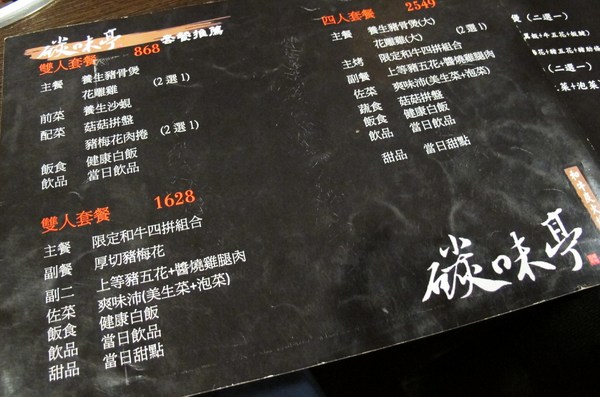 碳味亭 套餐推薦
雙人套餐 868
主餐 養生豬骨煲
花雕雞 (2選1)
前菜 養生沙蜆
配菜 菇菇拼盤
豬梅花肉捲 (2選1)
飯食 健康白飯
飲品 當日飲品
雙人套餐 1628
主餐 限定和牛四拼組合
副餐 厚切豬梅花
副二 上等豬五花+醬燒雞腿肉
佐菜 爽味沛(美生菜+泡菜)
飯食 健康白飯
飲品 當日飲品
甜品 當日甜點
四人套餐 2549
主餐 養生豬骨煲(大)
花雕雞(大) (2選1)
主烤 限定和牛四拼組合
副餐 上等豬五花+醬燒雞腿肉
佐菜 爽味沛(美生菜+泡菜)
蔬食 菇菇拼盤
飯食 健康白飯
飲品 當日飲品
甜品 當日甜點
碳味亭
煲 (二選一)
(二選一)